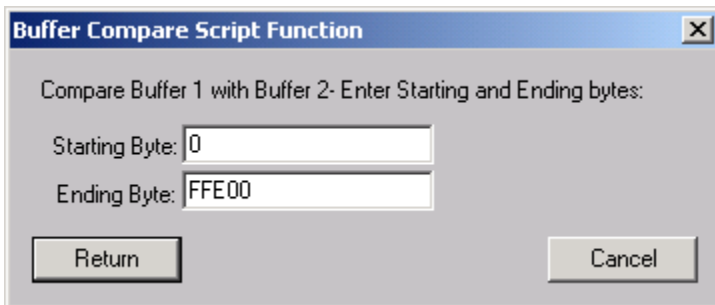 Buffer Compare Script Function
Compare Buffer 1 with Buffer 2- Enter Starting and Ending bytes:
Starting Byte: 0
Ending Byte: FFE00
Return Cancel